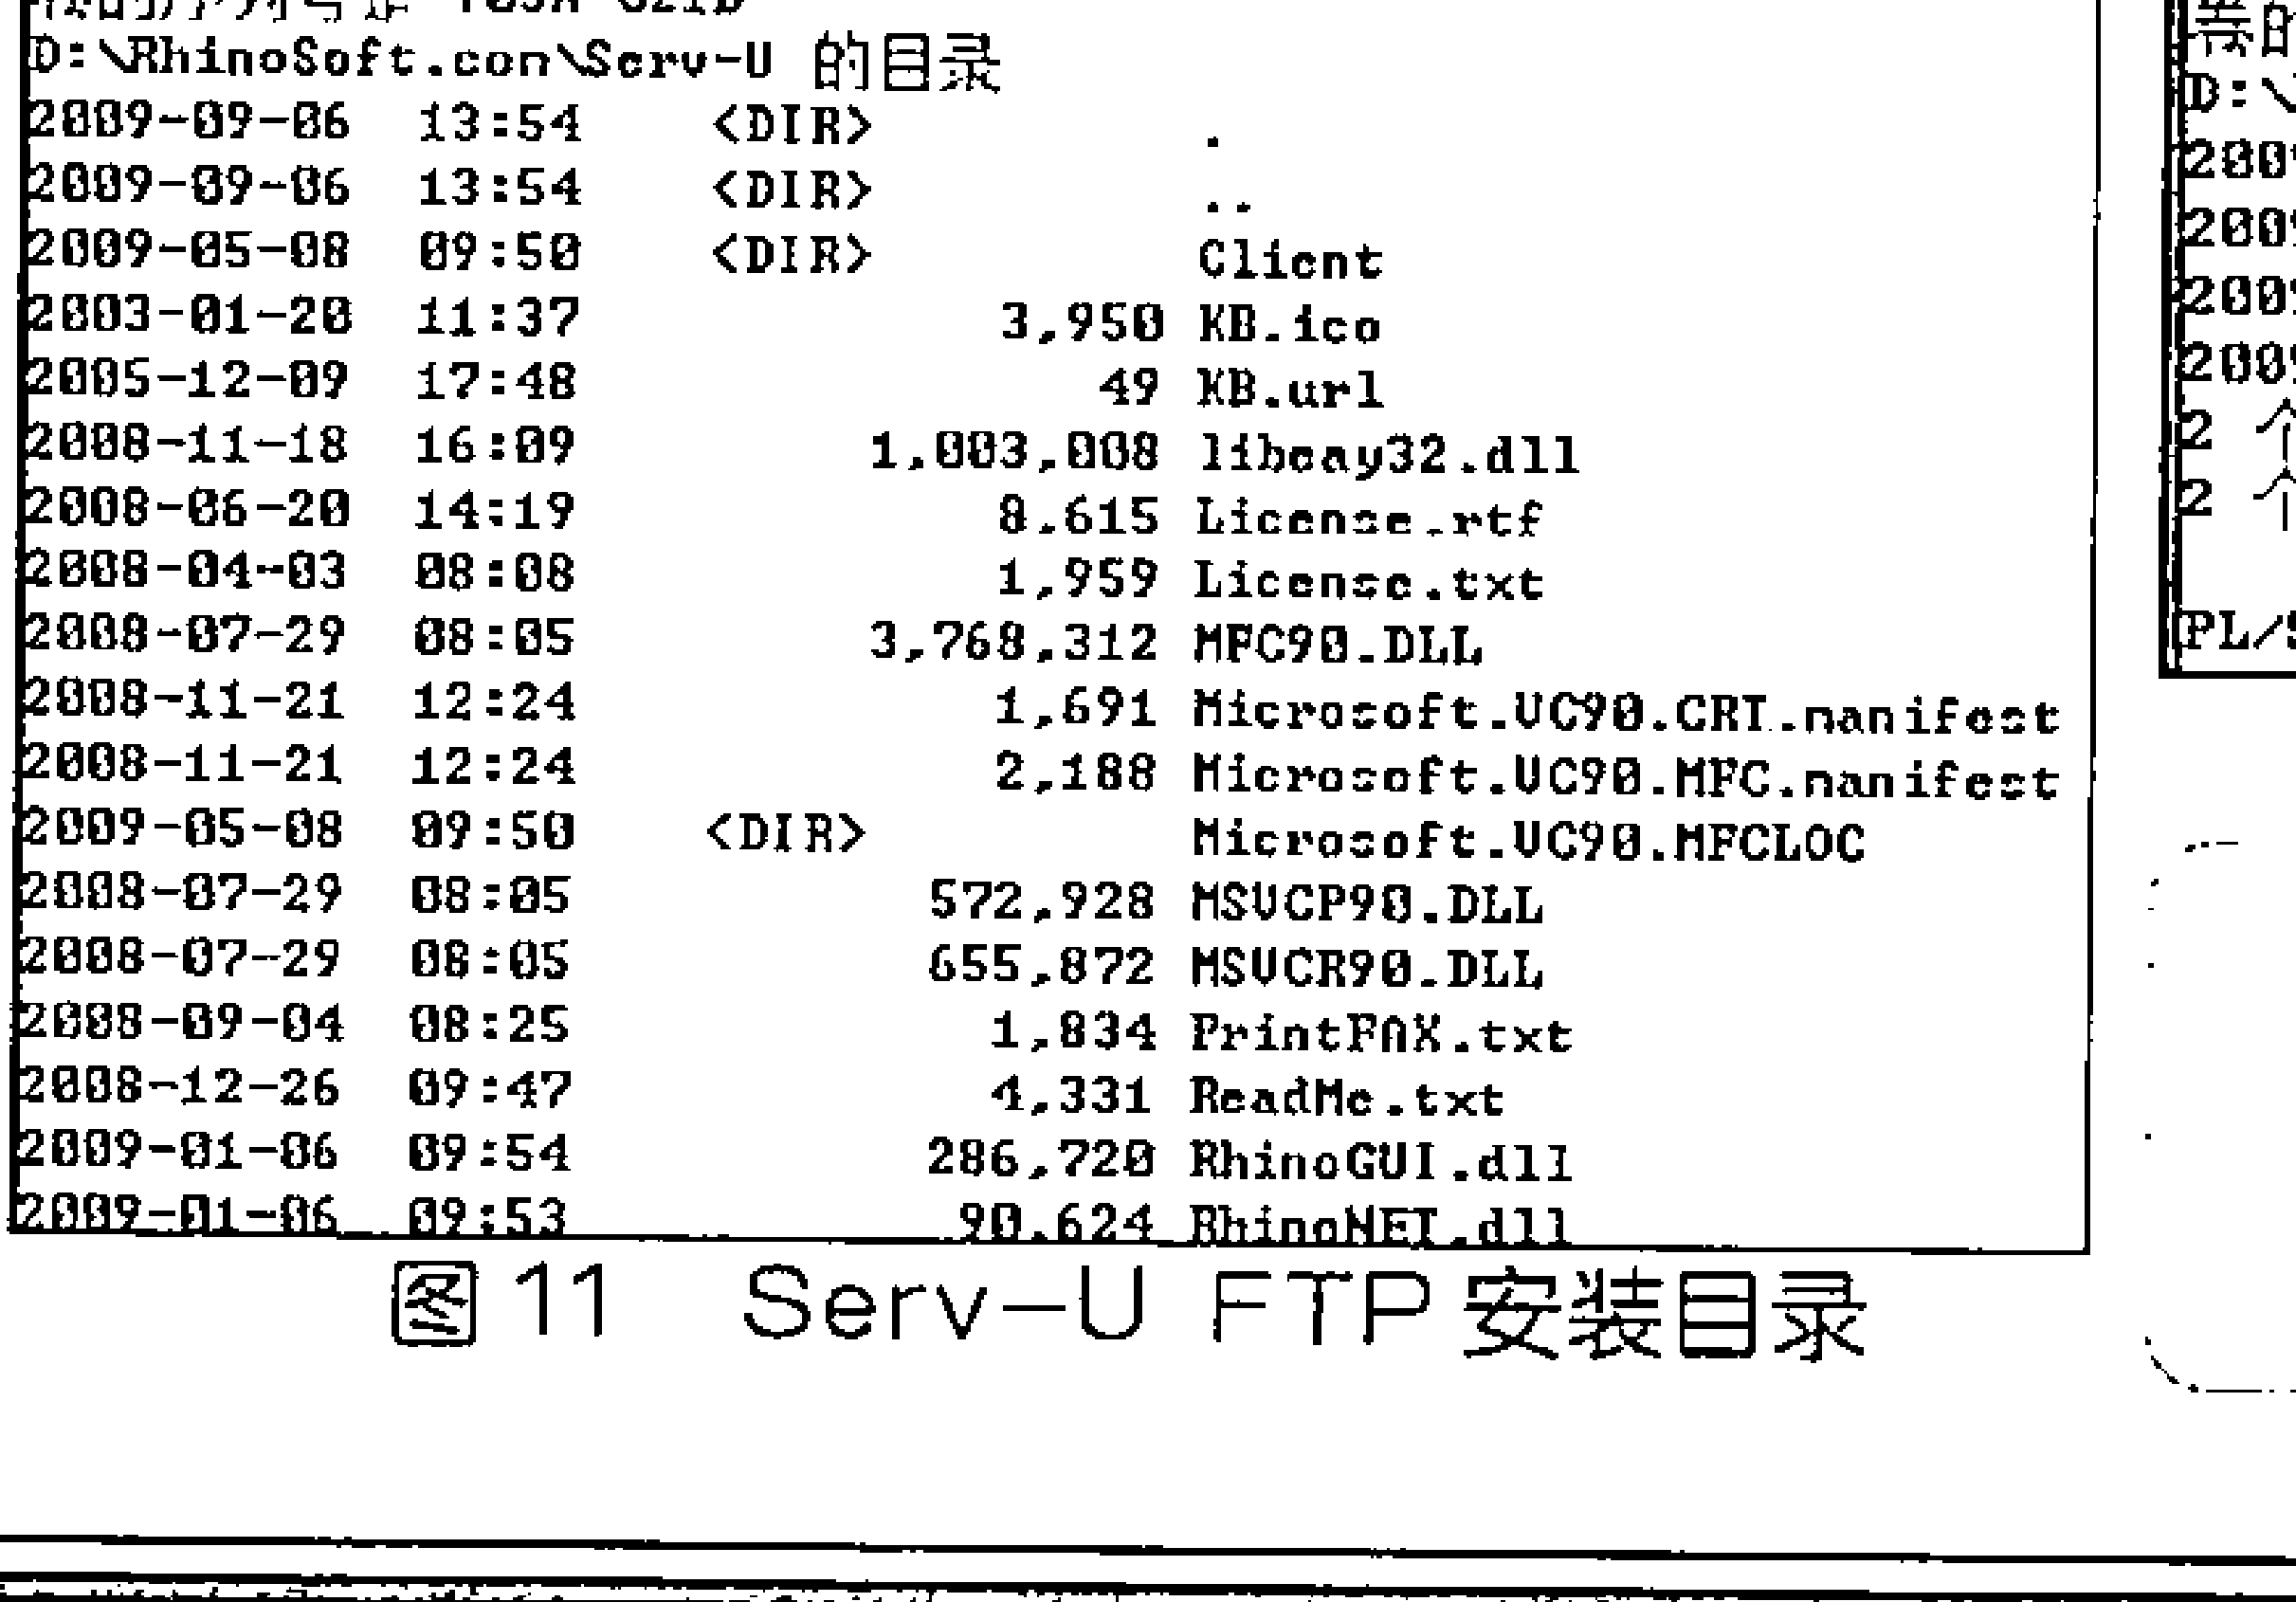 D:\RhinoSoft.com\Serv-U 的目录
2009-09-06 13:54 <DIR> .
2009-09-06 13:54 <DIR> ..
2009-05-08 09:50 <DIR> Client
2003-01-20 11:37 3,950 KB.ico
2005-12-09 17:48 49 KB.url
2008-11-18 16:09 1,003,008 libeay32.dll
2008-06-20 14:19 8,615 License.rtf
2008-04-03 08:08 1,959 License.txt
2008-07-29 08:05 3,768,312 MFC90.DLL
2008-11-21 12:24 1,691 Microsoft.VC90.CRT.manifest
2008-11-21 12:24 2,188 Microsoft.VC90.MFC.manifest
2009-05-08 09:50 <DIR> Microsoft.VC90.MFCLOC
2008-07-29 08:05 572,928 MSVCP90.DLL
2008-07-29 08:05 655,872 MSVCR90.DLL
2008-09-04 08:25 1,834 PrintFAX.txt
2008-12-26 09:47 4,331 ReadMe.txt
2009-01-06 09:54 286,720 RhinoGUI.dll
2009-01-06 09:53 90,624 RhinoNET.dll
图 11 Serv-U FTP 安装目录
D:\
200
200
200
200
2 个
2 个
PL/S